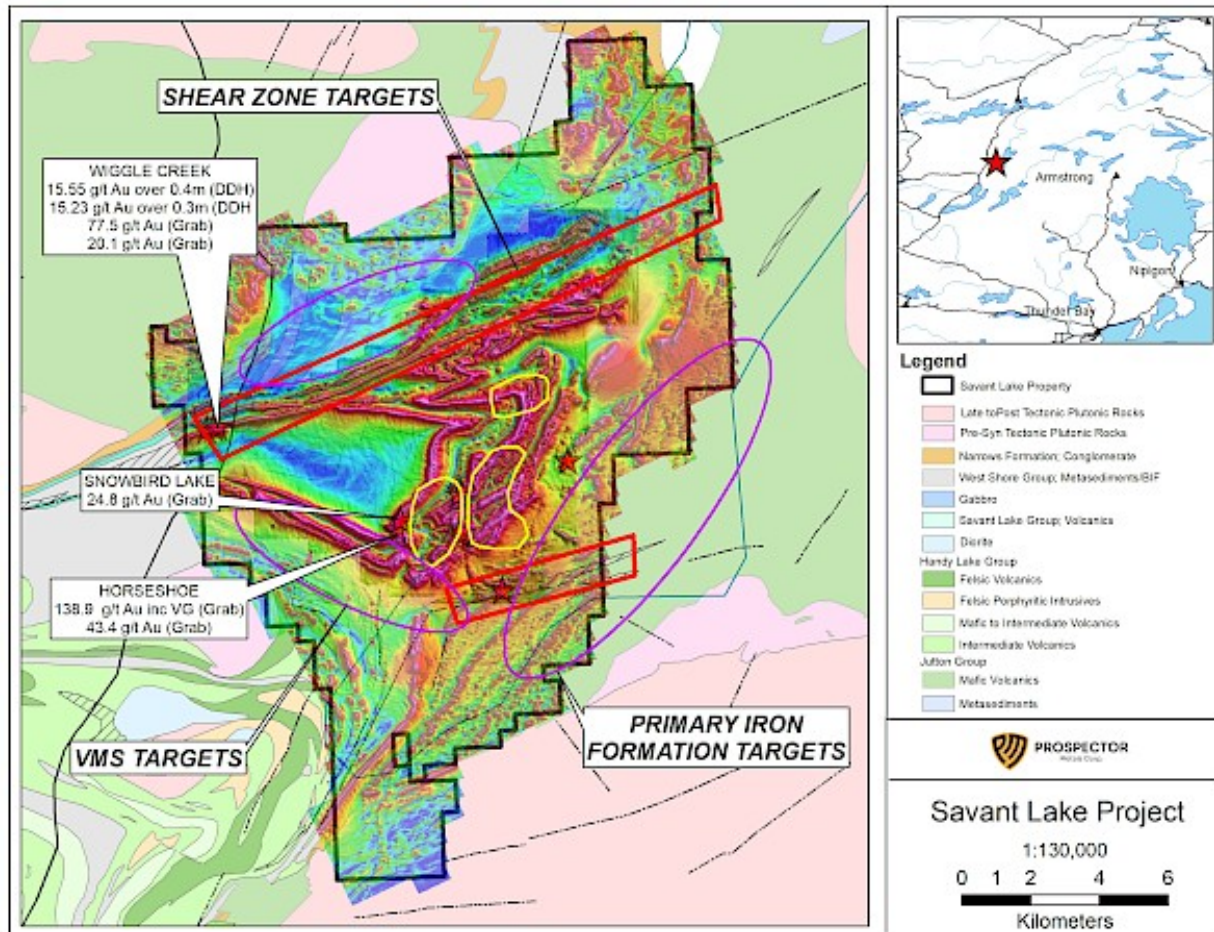 SHEAR ZONE TARGETS
WIGGLE CREEK
15.55 g/t Au over 0.4m (DDH)
15.23 g/t Au over 0.3m (DDH
77.5 g/t Au (Grab)
20.1 g/t Au (Grab)
SNOWBIRD LAKE
24.8 g/t Au (Grab)
HORSESHOE
138.9 g/t Au inc VG (Grab)
43.4 g/t Au (Grab)
VMS TARGETS
PRIMARY IRON
FORMATION TARGETS
Armstrong
Nipigon
Thunder Bay
Legend
Savant Lake Property
Late toPost Tectonic Plutonic Rocks
Pre-Syn Tectonic Plutonic Rocks
Narrows Formation; Conglomerate
West Shore Group; Metasediments/BIF
Gabbro
Savant Lake Group; Volcanics
Diorite
Handy Lake Group
Felsic Volcanics
Felsic Porphyritic Intrusives
Mafic to Intermediate Volcanics
Intermediate Volcanics
Jutton Group
Mafic Volcanics
Metasediments
PROSPECTOR
Metals Corp
Savant Lake Project
1:130,000
0 1 2 4 6
Kilometers